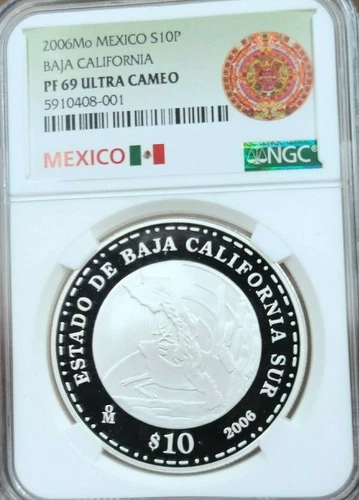 2006Mo MEXICO S10P
BAJA CALIFORNIA
PF 69 ULTRA CAMEO
5910408-001
MEXICO
NGC
ESTADO DE BAJA CALIFORNIA SUR
Mo
$10
2006